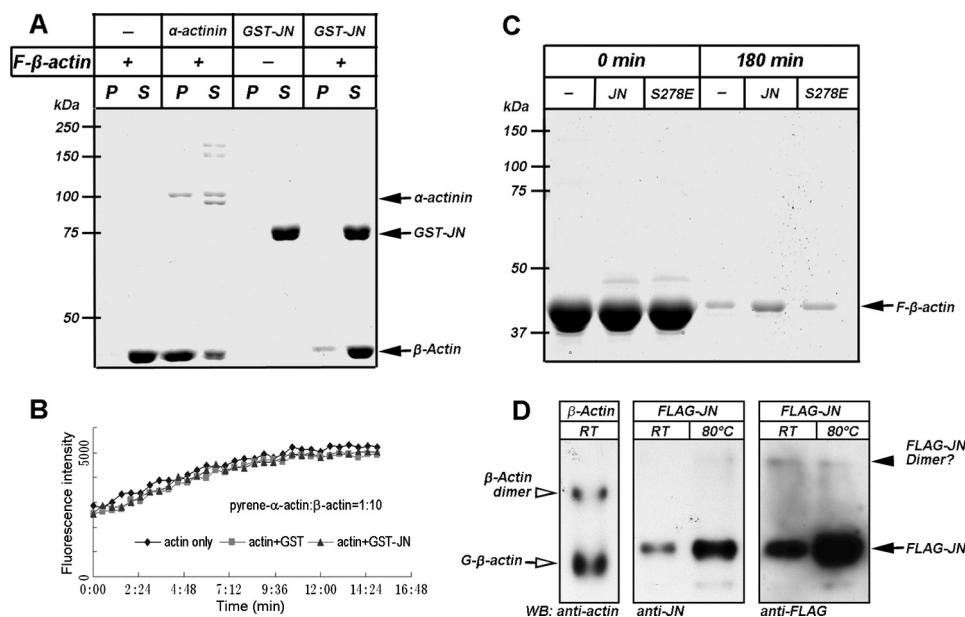 A
– α-actinin GST-JN GST-JN
F-β-actin + + – +
P S P S P S P S
kDa
250
150
100
75
50
α-actinin
GST-JN
β-Actin
B
Fluorescence intensity
5000
0
pyrene-α-actin:β-actin=1:10
actin only actin+GST actin+GST-JN
0:00 2:24 4:48 7:12 9:36 12:00 14:24 16:48
Time (min)
C
0 min 180 min
– JN S278E – JN S278E
kDa
150
100
75
50
37
F-β-actin
D
β-Actin FLAG-JN FLAG-JN
RT RT 80°C RT 80°C
β-Actin
dimer
G-β-actin
FLAG-JN
Dimer?
FLAG-JN
WB: anti-actin anti-JN anti-FLAG